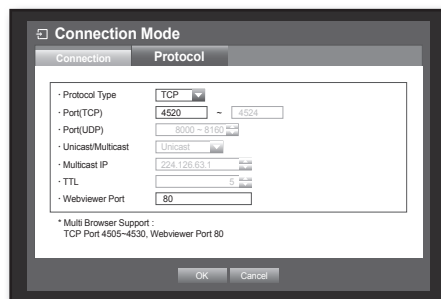 Connection Mode
Connection Protocol
· Protocol Type TCP
· Port(TCP) 4520 ~ 4524
· Port(UDP) 8000 ~ 8160
· Unicast/Multicast Unicast
· Multicast IP 224.126.63.1
· TTL 5
· Webviewer Port 80
* Multi Browser Support :
TCP Port 4505~4530, Webviewer Port 80
OK Cancel